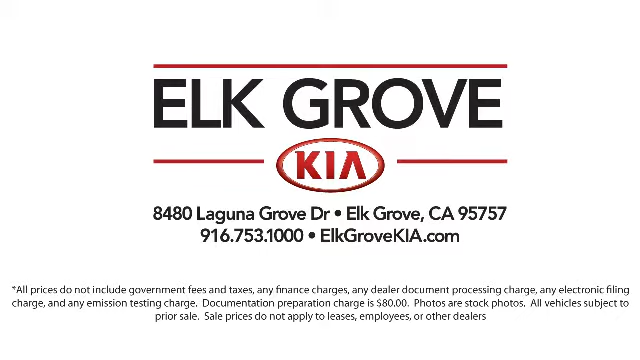 ELK GROVE
KIA
8480 Laguna Grove Dr • Elk Grove, CA 95757
916.753.1000 • ElkGroveKIA.com
*All prices do not include government fees and taxes, any finance charges, any dealer document processing charge, any electronic filing
charge, and any emission testing charge.  Documentation preparation charge is $80.00.  Photos are stock photos.  All vehicles subject to
prior sale.  Sale prices do not apply to leases, employees, or other dealers